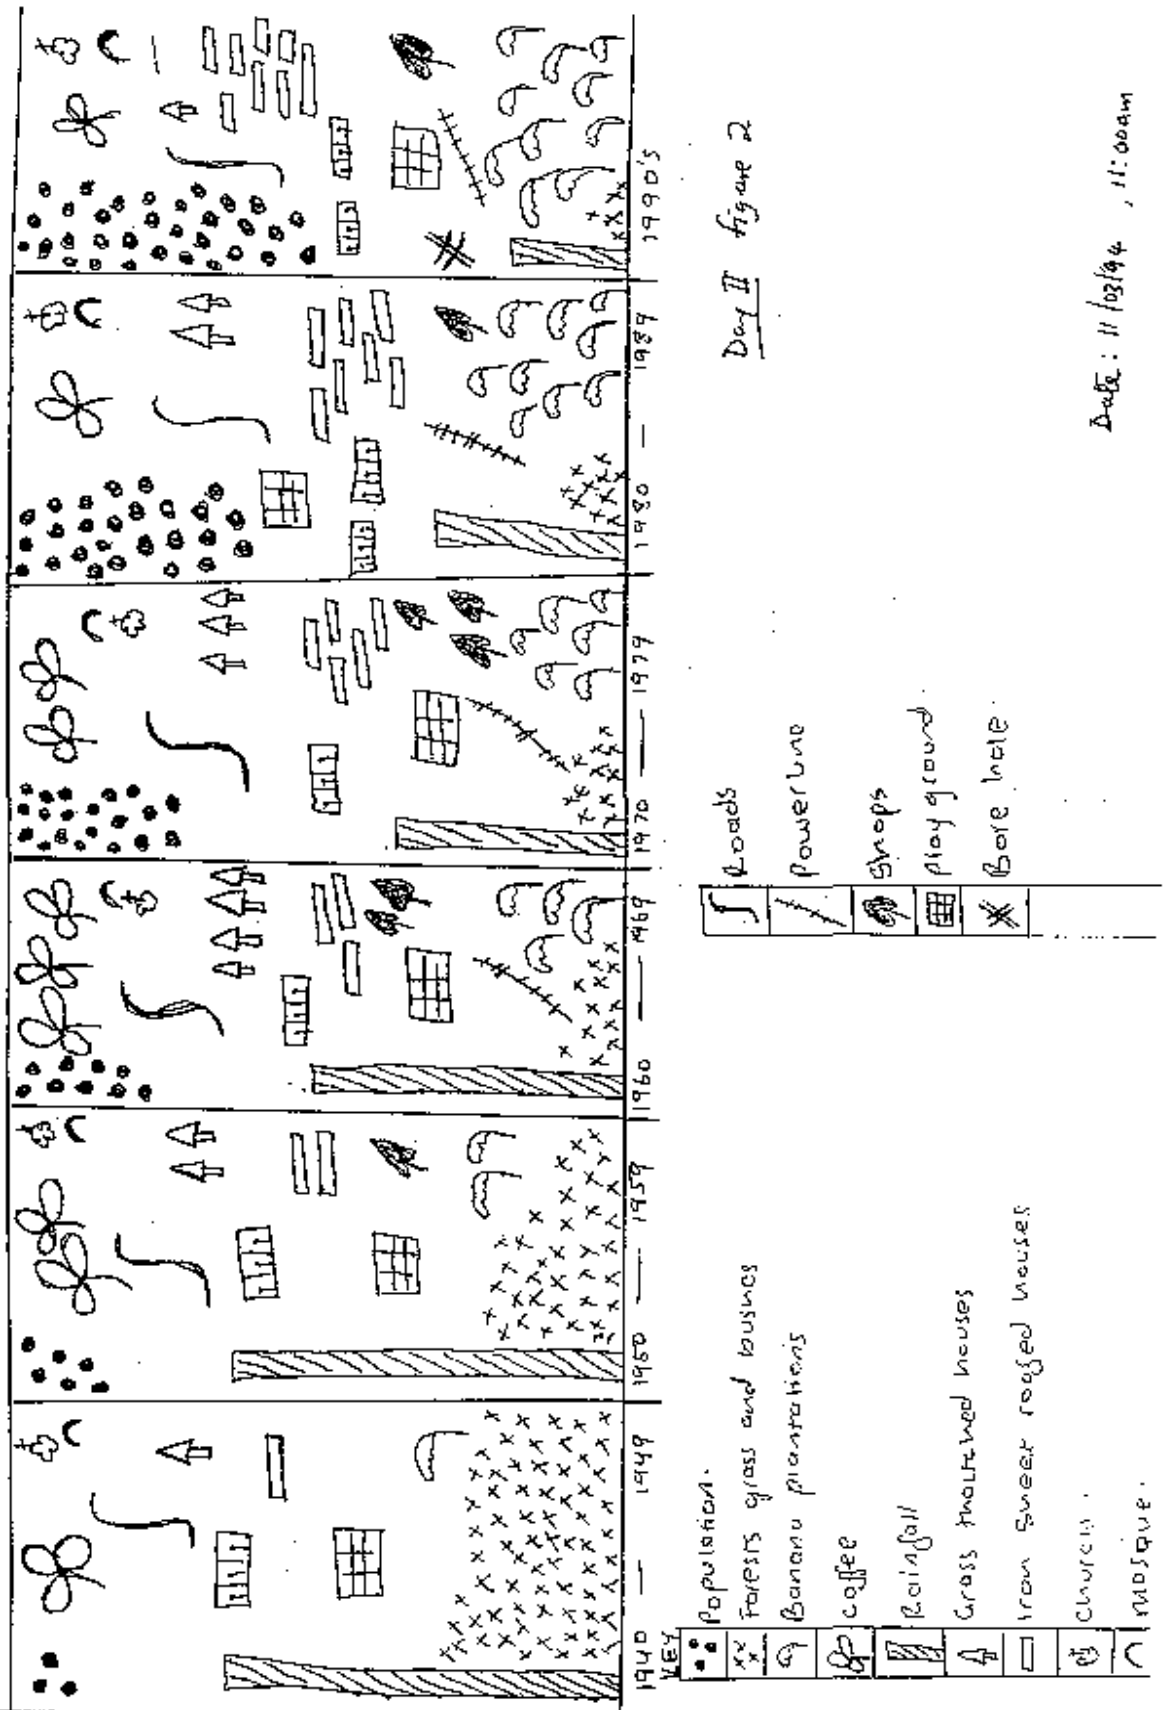 1940 — 1949
1950 — 1959
1960 — 1969
1970 — 1979
1980 — 1989
1990's
KEY
Population.
Forests grass and bushes
Banana plantations
Coffee
Rainfall
Grass thatched houses
Iron sheet roofed houses
Church.
Mosque.
Roads
Powerline
Shops
Play ground
Bore hole.
Day II figure 2
Date: 11/03/94, 11:00am